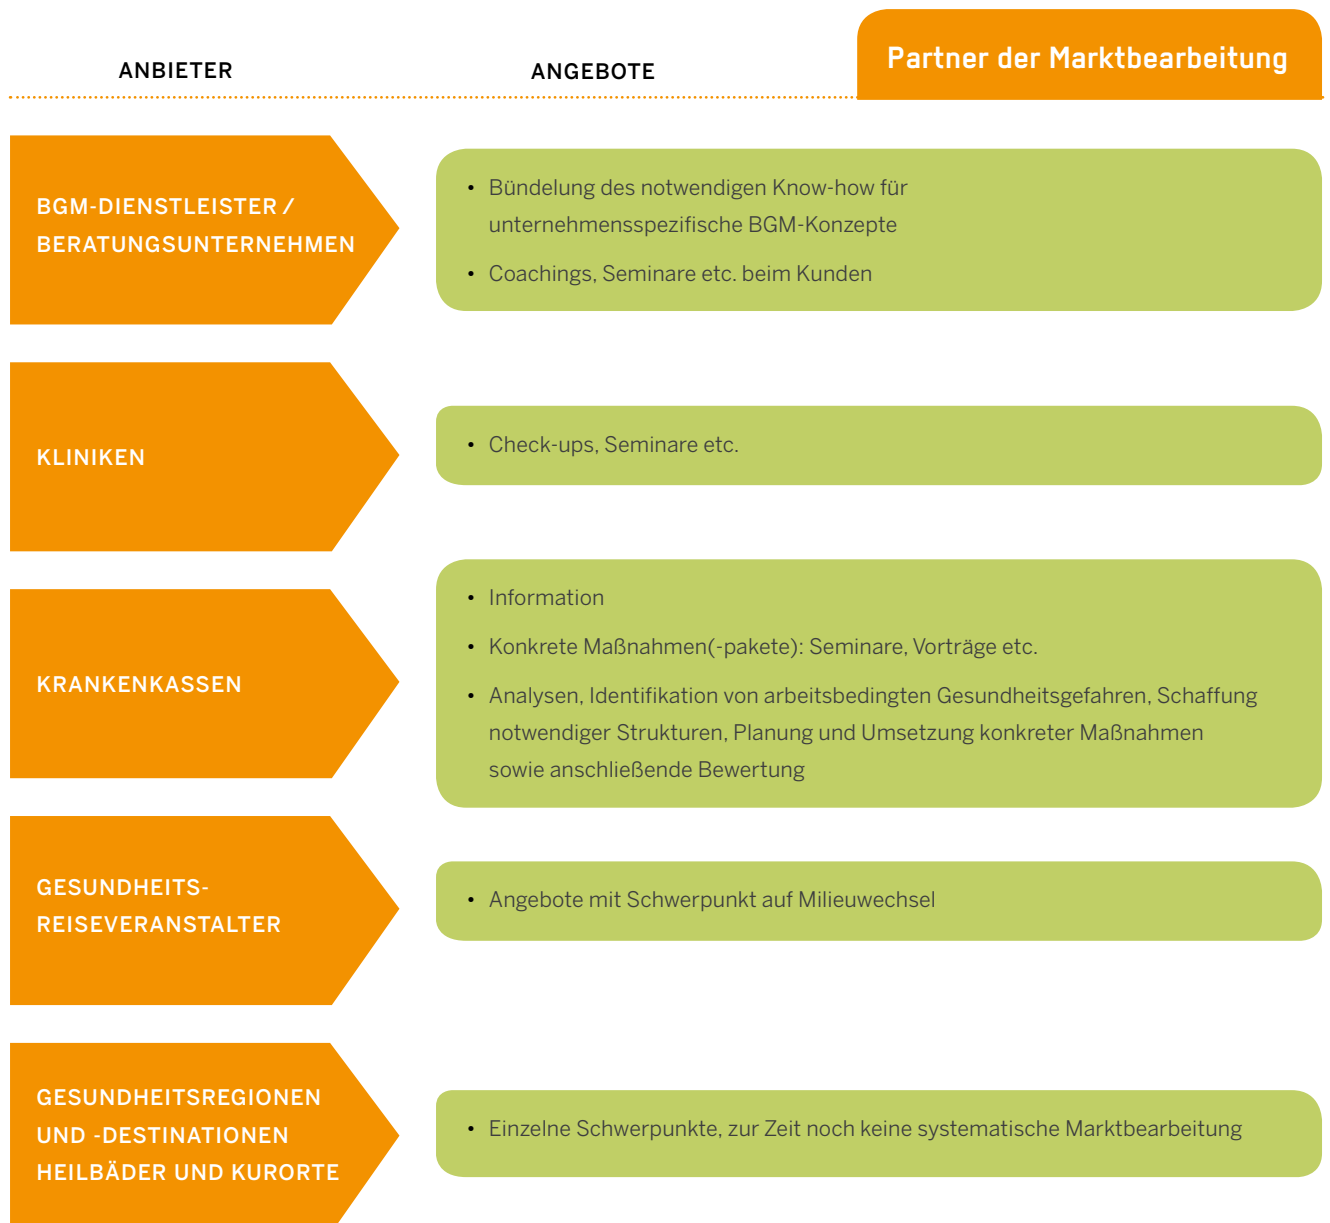 ANBIETER
ANGEBOTE
Partner der Marktbearbeitung
BGM-DIENSTLEISTER /
BERATUNGSUNTERNEHMEN
• Bündelung des notwendigen Know-how für
unternehmensspezifische BGM-Konzepte
• Coachings, Seminare etc. beim Kunden
KLINIKEN
• Check-ups, Seminare etc.
KRANKENKASSEN
• Information
• Konkrete Maßnahmen(-pakete): Seminare, Vorträge etc.
• Analysen, Identifikation von arbeitsbedingten Gesundheitsgefahren, Schaffung
notwendiger Strukturen, Planung und Umsetzung konkreter Maßnahmen
sowie anschließende Bewertung
GESUNDHEITS-
REISEVERANSTALTER
• Angebote mit Schwerpunkt auf Milieuwechsel
GESUNDHEITSREGIONEN
UND -DESTINATIONEN
HEILBÄDER UND KURORTE
• Einzelne Schwerpunkte, zur Zeit noch keine systematische Marktbearbeitung